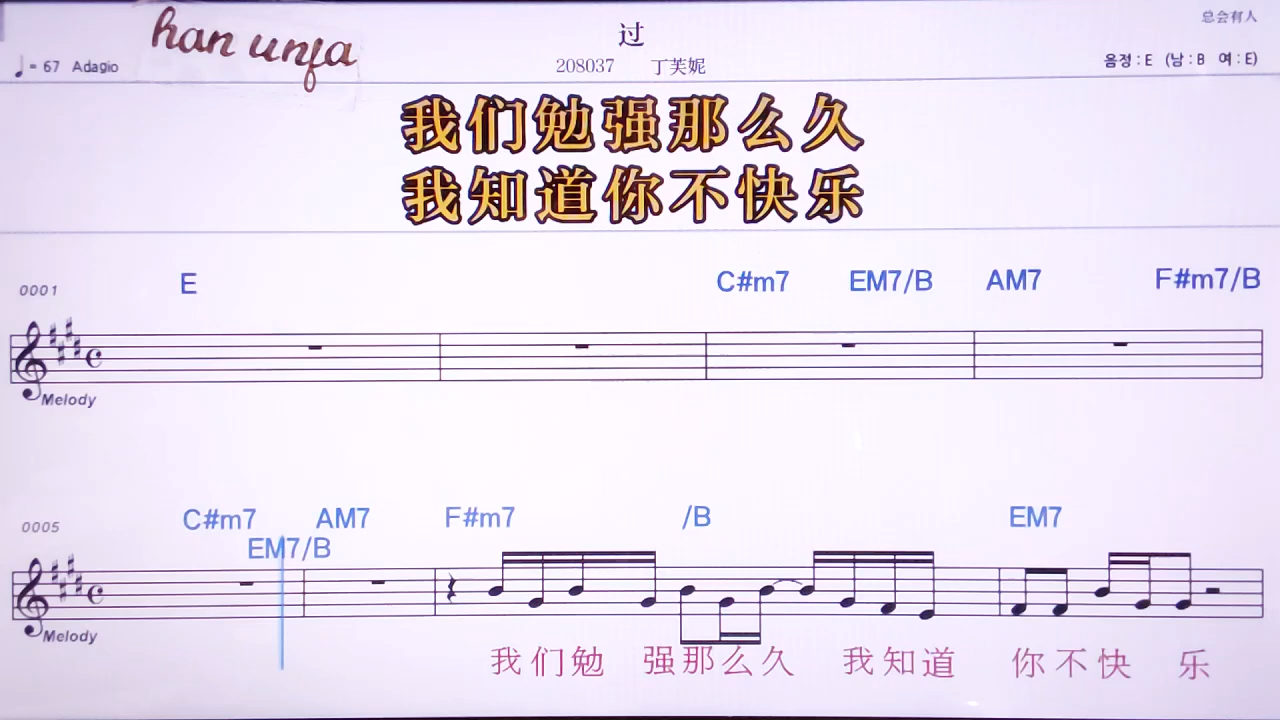 总会有人
han unfa
过
♩= 67 Adagio
208037 丁芙妮
음정 : E (남 : B 여 : E)
我们勉强那么久
我知道你不快乐
E C#m7 EM7/B AM7 F#m7/B
0001
Melody
C#m7 AM7 F#m7 /B EM7
0005
EM7/B
Melody
我们勉 强那么久 我知道 你不快 乐